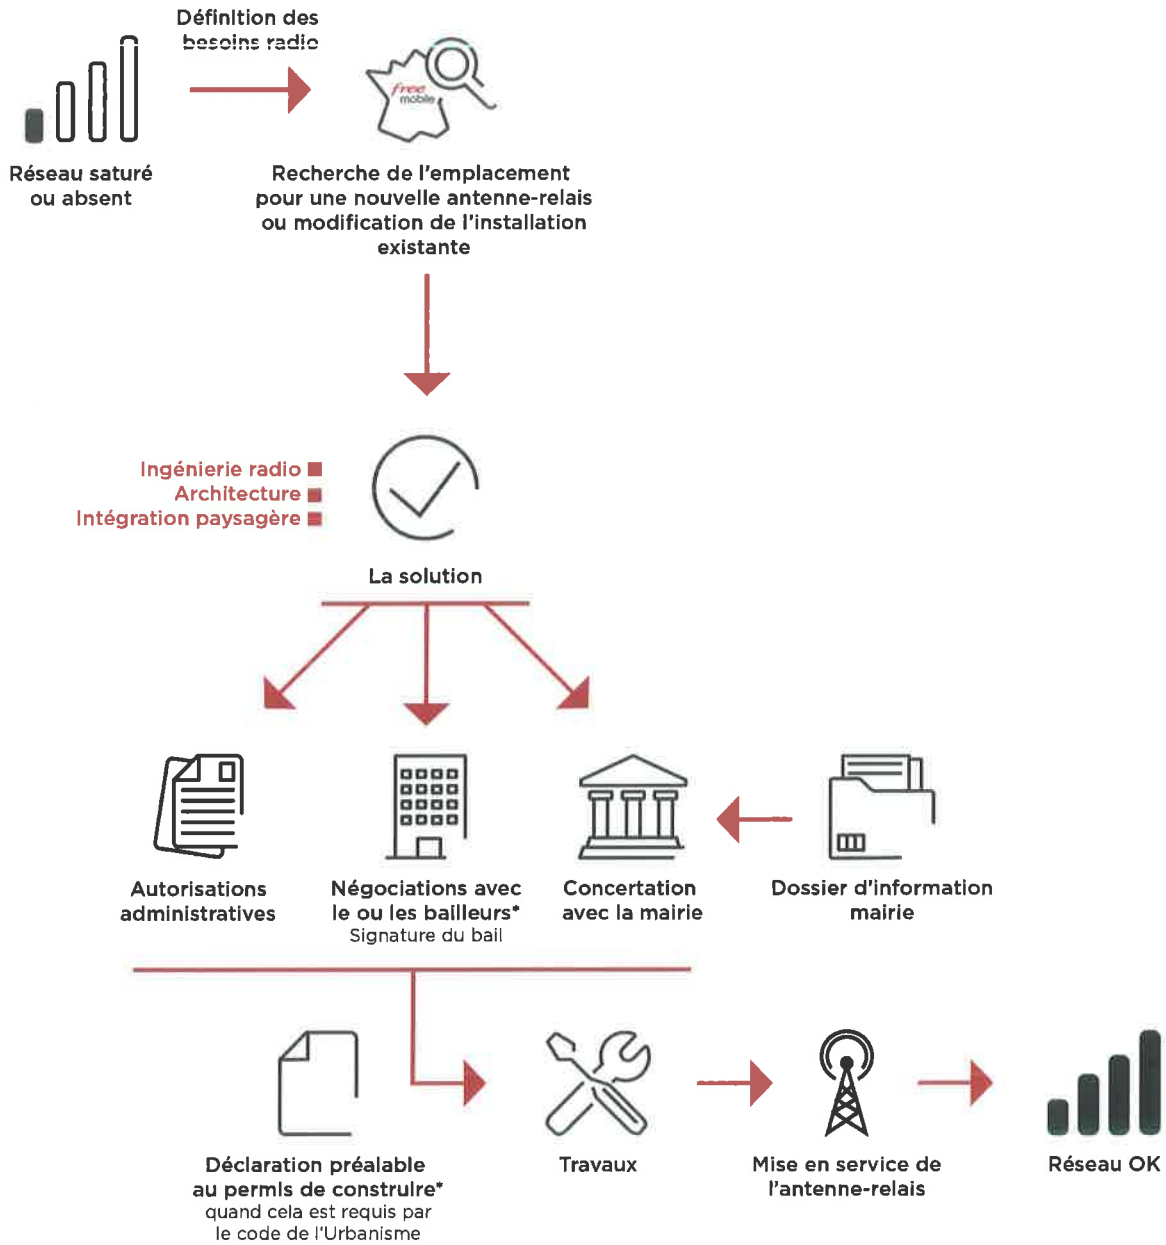 Définition des
besoins radio
free
mobile
Réseau saturé
ou absent
Recherche de l'emplacement
pour une nouvelle antenne-relais
ou modification de l'installation
existante
Ingénierie radio
Architecture
Intégration paysagère
La solution
Autorisations
administratives
Négociations avec
le ou les bailleurs*
Signature du bail
Concertation
avec la mairie
Dossier d'information
mairie
Déclaration préalable
au permis de construire*
quand cela est requis par
le code de l'Urbanisme
Travaux
Mise en service de
l'antenne-relais
Réseau OK